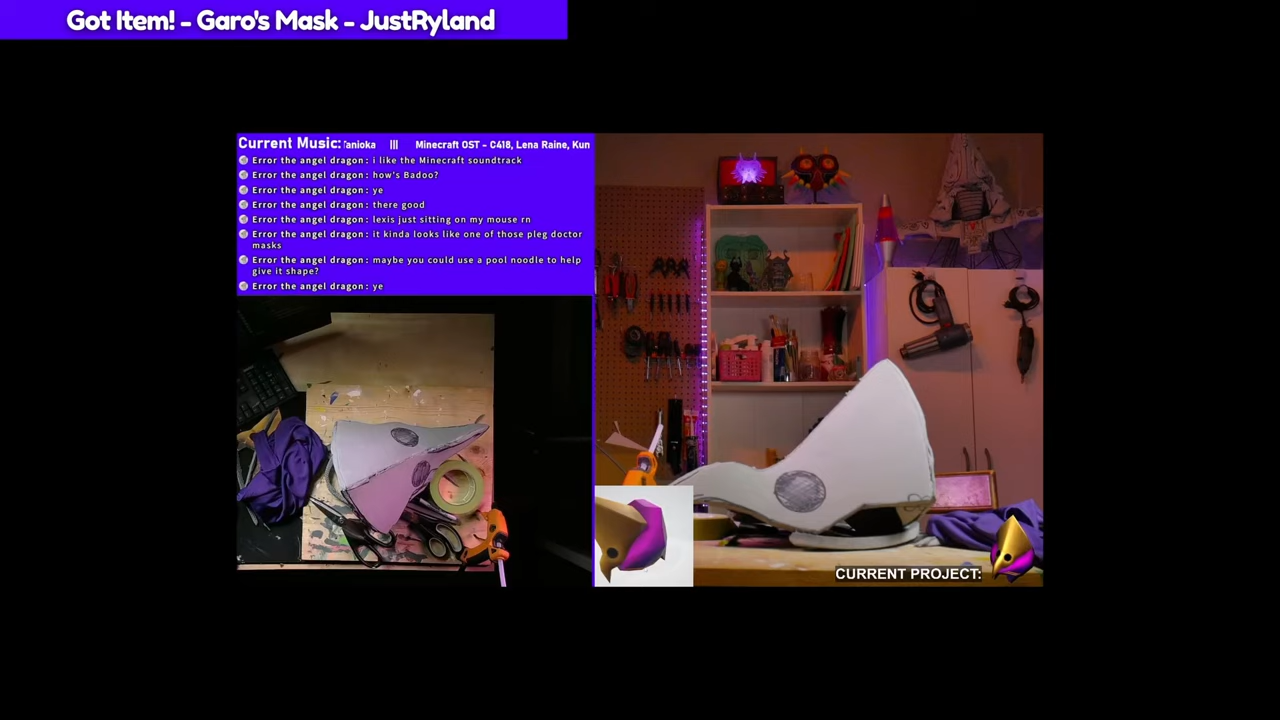 Got Item! - Garo's Mask - JustRyland
Current Music: Tanioka ||| Minecraft OST - C418, Lena Raine, Kun
Error the angel dragon: i like the Minecraft soundtrack
Error the angel dragon: how's Badoo?
Error the angel dragon: ye
Error the angel dragon: there good
Error the angel dragon: lexis just sitting on my mouse rn
Error the angel dragon: it kinda looks like one of those pleg doctor
masks
Error the angel dragon: maybe you could use a pool noodle to help
give it shape?
Error the angel dragon: ye
CURRENT PROJECT: